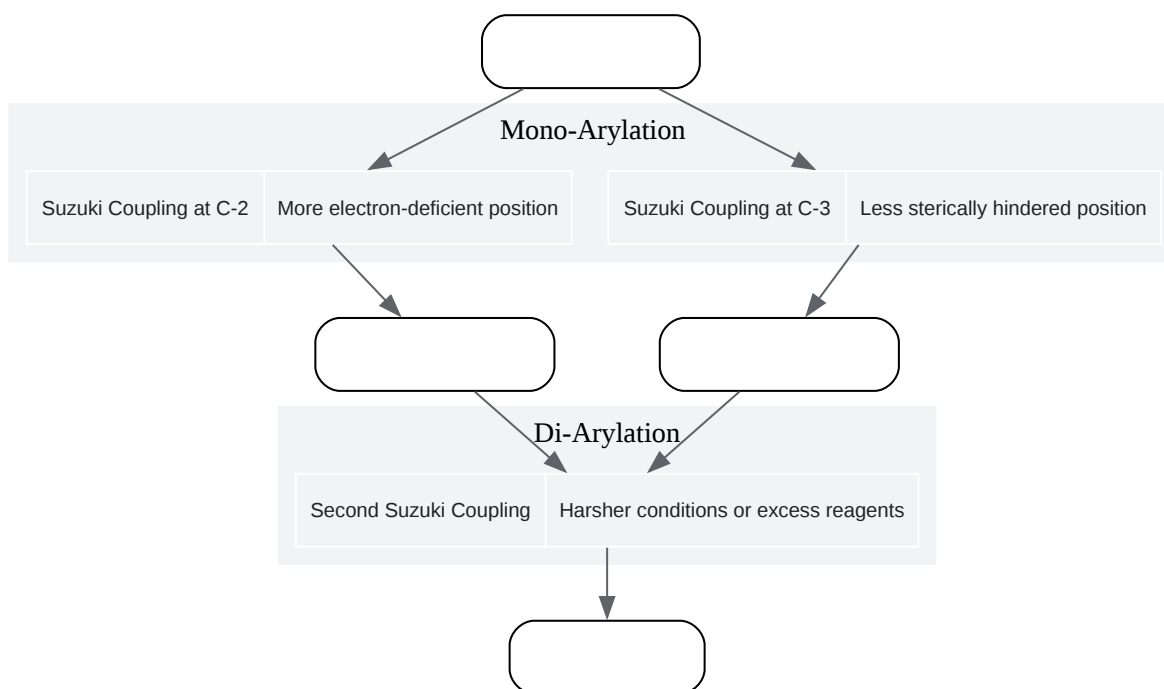 Mono-Arylation
Suzuki Coupling at C-2
More electron-deficient position
Suzuki Coupling at C-3
Less sterically hindered position
Di-Arylation
Second Suzuki Coupling
Harsher conditions or excess reagents